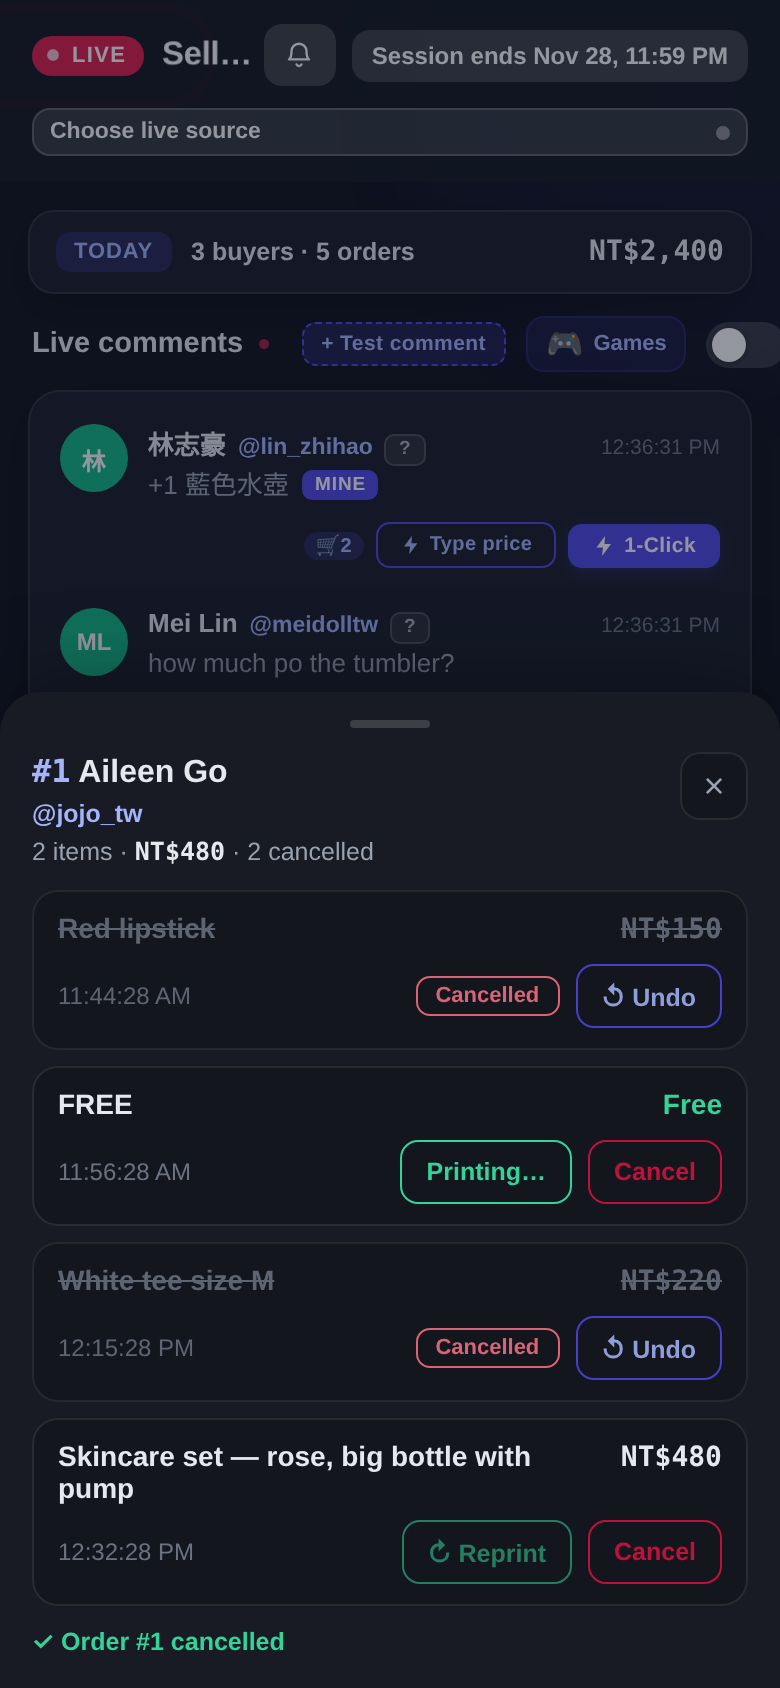 LIVE
Sell…
Session ends Nov 28, 11:59 PM
Choose live source
TODAY
3 buyers · 5 orders
NT$2,400
Live comments
+ Test comment
Games
林
林志豪 @lin_zhihao ?
12:36:31 PM
+1 藍色水壺 MINE
2
Type price
1-Click
ML
Mei Lin @meidolltw ?
12:36:31 PM
how much po the tumbler?
#1 Aileen Go
@jojo_tw
2 items · NT$480 · 2 cancelled
Red lipstick
NT$150
11:44:28 AM
Cancelled
Undo
FREE
Free
11:56:28 AM
Printing…
Cancel
White tee size M
NT$220
12:15:28 PM
Cancelled
Undo
Skincare set — rose, big bottle with
pump
NT$480
12:32:28 PM
Reprint
Cancel
✓ Order #1 cancelled